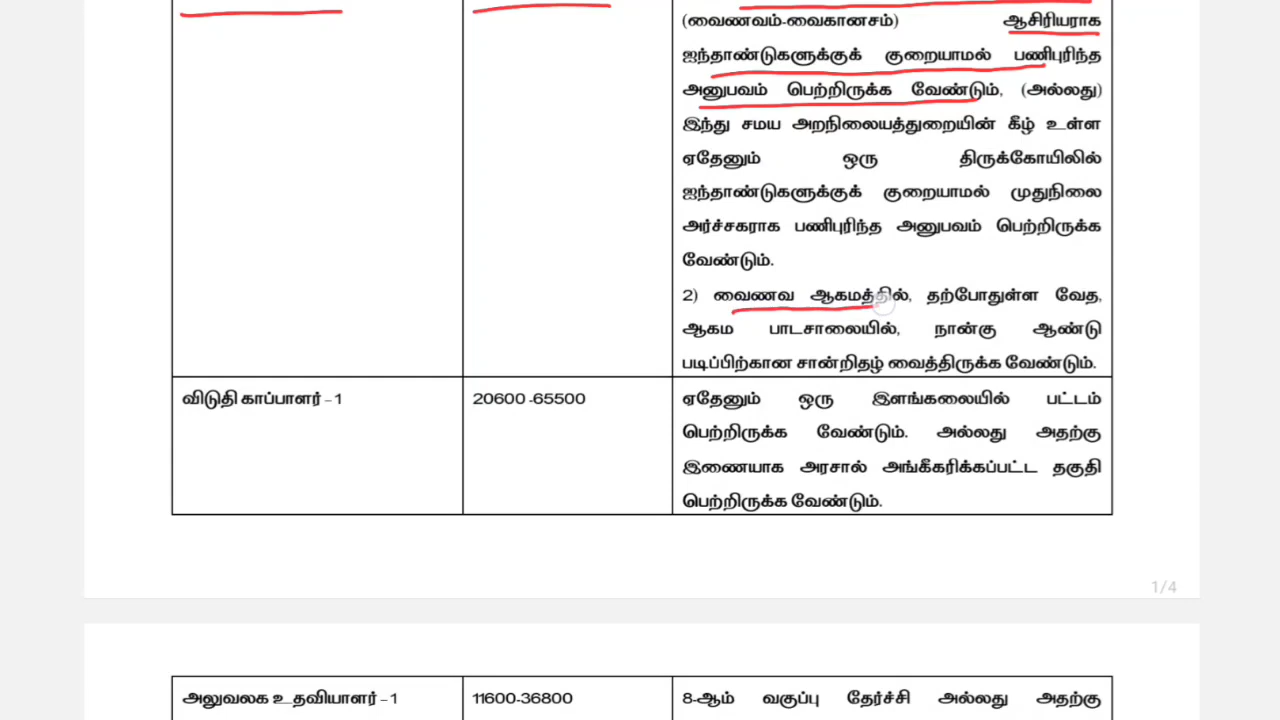 (வைணவம்-வைகானசம்) ஆசிரியராக
ஐந்தாண்டுகளுக்குக் குறையாமல் பணிபுரிந்த
அனுபவம் பெற்றிருக்க வேண்டும், (அல்லது)
இந்து சமய அறநிலையத்துறையின் கீழ் உள்ள
ஏதேனும் ஒரு திருக்கோயிலில்
ஐந்தாண்டுகளுக்குக் குறையாமல் முதுநிலை
அர்ச்சகராக பணிபுரிந்த அனுபவம் பெற்றிருக்க
வேண்டும்.
2) வைணவ ஆகமத்தில், தற்போதுள்ள வேத,
ஆகம பாடசாலையில், நான்கு ஆண்டு
படிப்பிற்கான சான்றிதழ் வைத்திருக்க வேண்டும்.
விடுதி காப்பாளர் – 1
20600 -65500
ஏதேனும் ஒரு இளங்கலையில் பட்டம்
பெற்றிருக்க வேண்டும். அல்லது அதற்கு
இணையாக அரசால் அங்கீகரிக்கப்பட்ட தகுதி
பெற்றிருக்க வேண்டும்.
1/4
அலுவலக உதவியாளர் – 1
11600-36800
8-ஆம் வகுப்பு தேர்ச்சி அல்லது அதற்கு